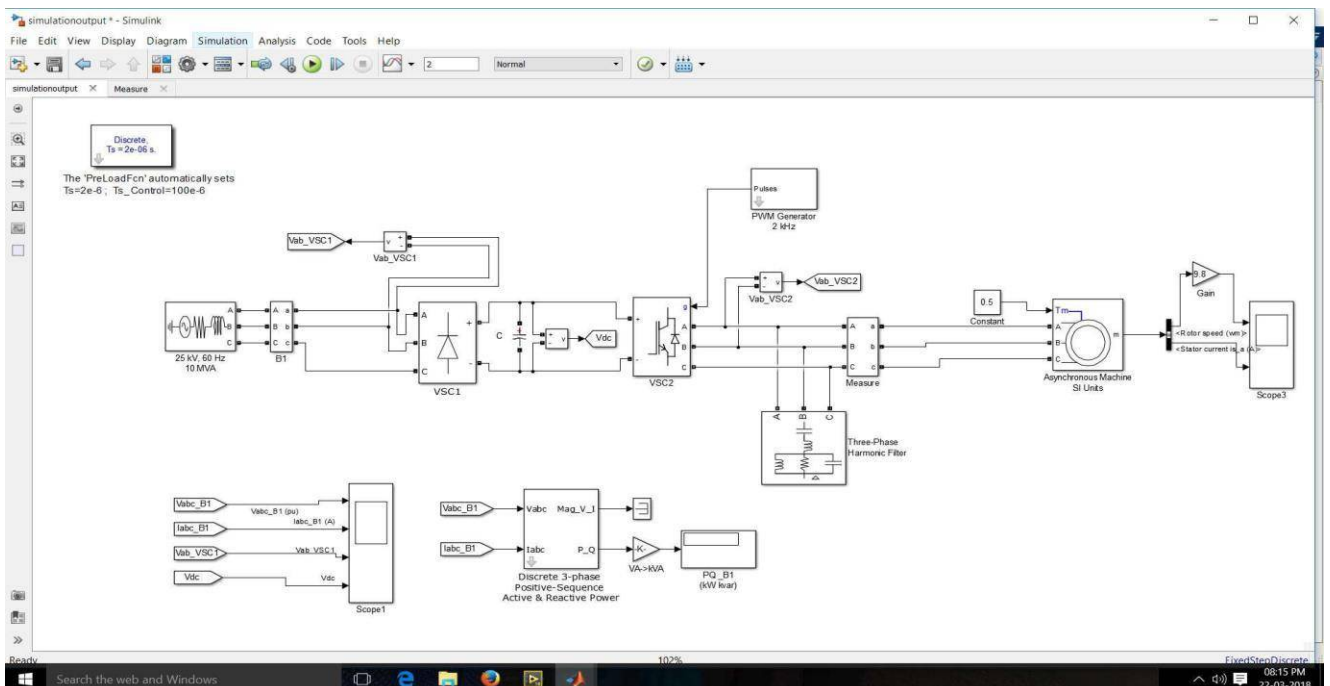 simulationoutput * - Simulink
File Edit View Display Diagram Simulation Analysis Code Tools Help
2
Normal
simulationoutput
Measure
Discrete,
Ts = 2e-06 s.
The 'PreLoadFcn' automatically sets
Ts=2e-6 ; Ts_Control=100e-6
Pulses
PWM Generator
2 kHz
Vab_VSC1
v
+
-
Vab_VSC1
Vab_VSC2
+
-
v
Vab_VSC2
A
B
C
25 kV, 60 Hz
10 MVA
A a
B b
C c
B1
A
B
C
+
-
VSC1
C
+
-
v
Vdc
+
-
g
A
B
C
VSC2
A a
B b
C c
Measure
0.5
Constant
Tm
A
B
C
m
Asynchronous Machine
SI Units
9.8
Gain
<Rotor speed (wm)>
<Stator current is_a (A)>
Scope3
A
B
C
Three-Phase
Harmonic Filter
Vabc_B1
Vabc_B1 (pu)
Iabc_B1
Iabc_B1 (A)
Vab_VSC1
Vab_VSC1
Vdc
Vdc
Scope1
Vabc_B1
Iabc_B1
Vabc Mag_V_I
Iabc P_Q
Discrete 3-phase
Positive-Sequence
Active & Reactive Power
-K-
VA->kVA
PQ_B1
(kW kvar)
Ready
102%
FixedStepDiscrete
Search the web and Windows
08:15 PM
22-03-2018